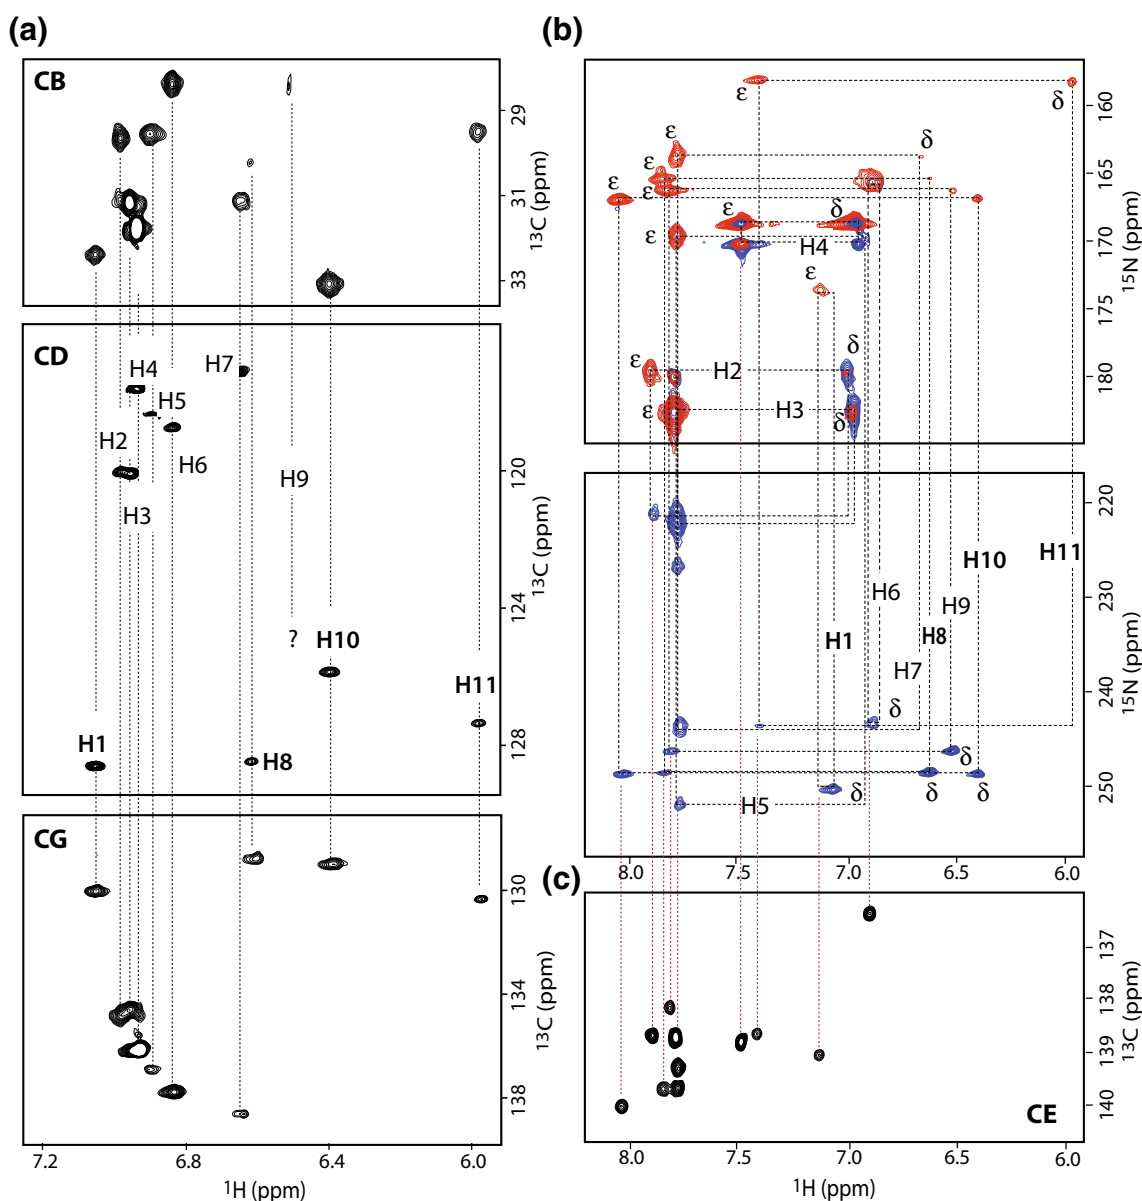 (a)
CB
29
31
33
13C (ppm)
CD
H7
H4
H5
H2
H6
H9
H3
120
124
128
13C (ppm)
?
H10
H11
H1
H8
CG
130
134
138
13C (ppm)
7.2
6.8
6.4
6.0
1H (ppm)
(b)
ε
δ
ε
δ
ε
ε
ε
ε
δ
ε
H4
ε
ε
H2
δ
ε
H3
δ
160
165
170
175
180
15N (ppm)
H11
H10
H6
H9
H8
H1
H7
δ
δ
H5
δ
δ
δ
220
230
240
250
15N (ppm)
8.0
7.5
7.0
6.5
6.0
(c)
137
138
139
140
13C (ppm)
CE
8.0
7.5
7.0
6.5
6.0
1H (ppm)